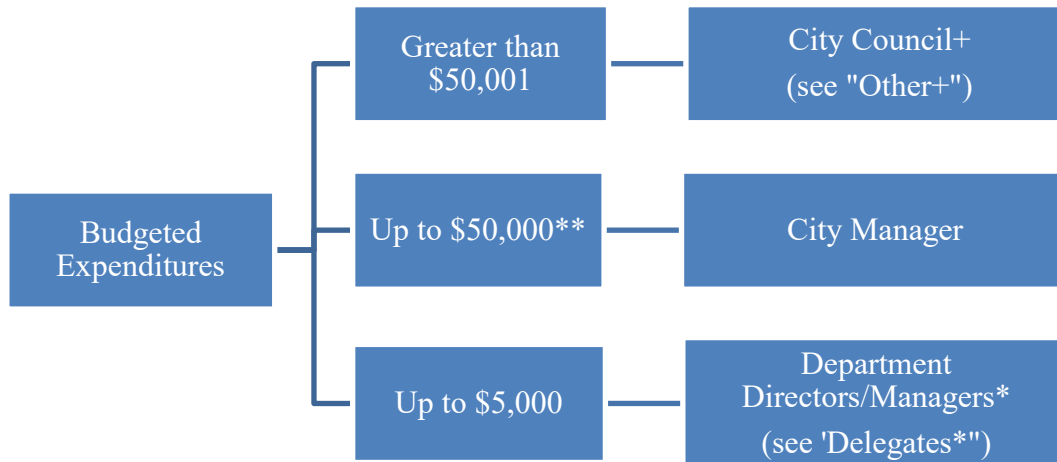 Greater than
$50,001
City Council+
(see "Other+")
Budgeted
Expenditures
Up to $50,000**
City Manager
Up to $5,000
Department
Directors/Managers*
(see 'Delegates*")